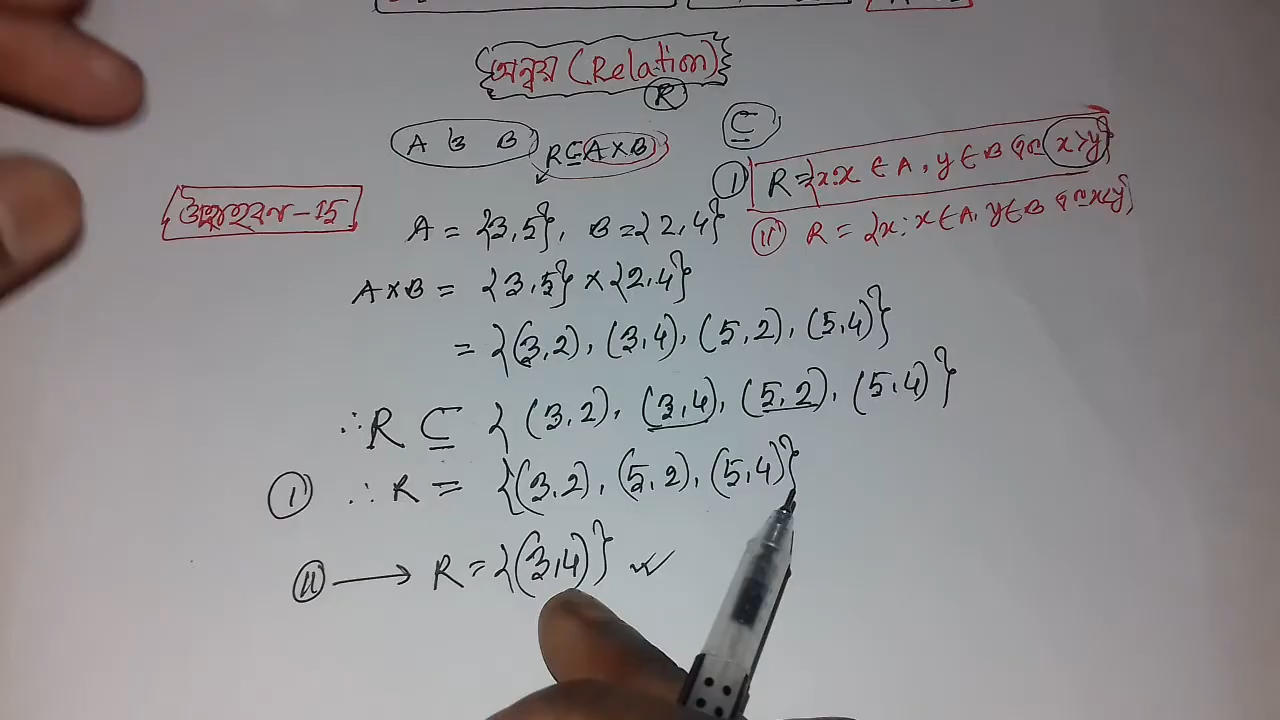 অন্বয় (Relation)
R
A ও B R ⊆ A×B
⊆
(i) R = {x: x ∈ A, y ∈ B এবং x>y}
(ii) R = {x: x ∈ A, y ∈ B এবং x<y}
উদাহরণ-15
A = {3,5}, B = {2,4}
A×B = {3,5} × {2,4}
= {(3,2), (3,4), (5,2), (5,4)}
∴ R ⊆ {(3,2), (3,4), (5,2), (5,4)}
(i) ∴ R = {(3,2), (5,2), (5,4)}
(ii) → R = {(3,4)}